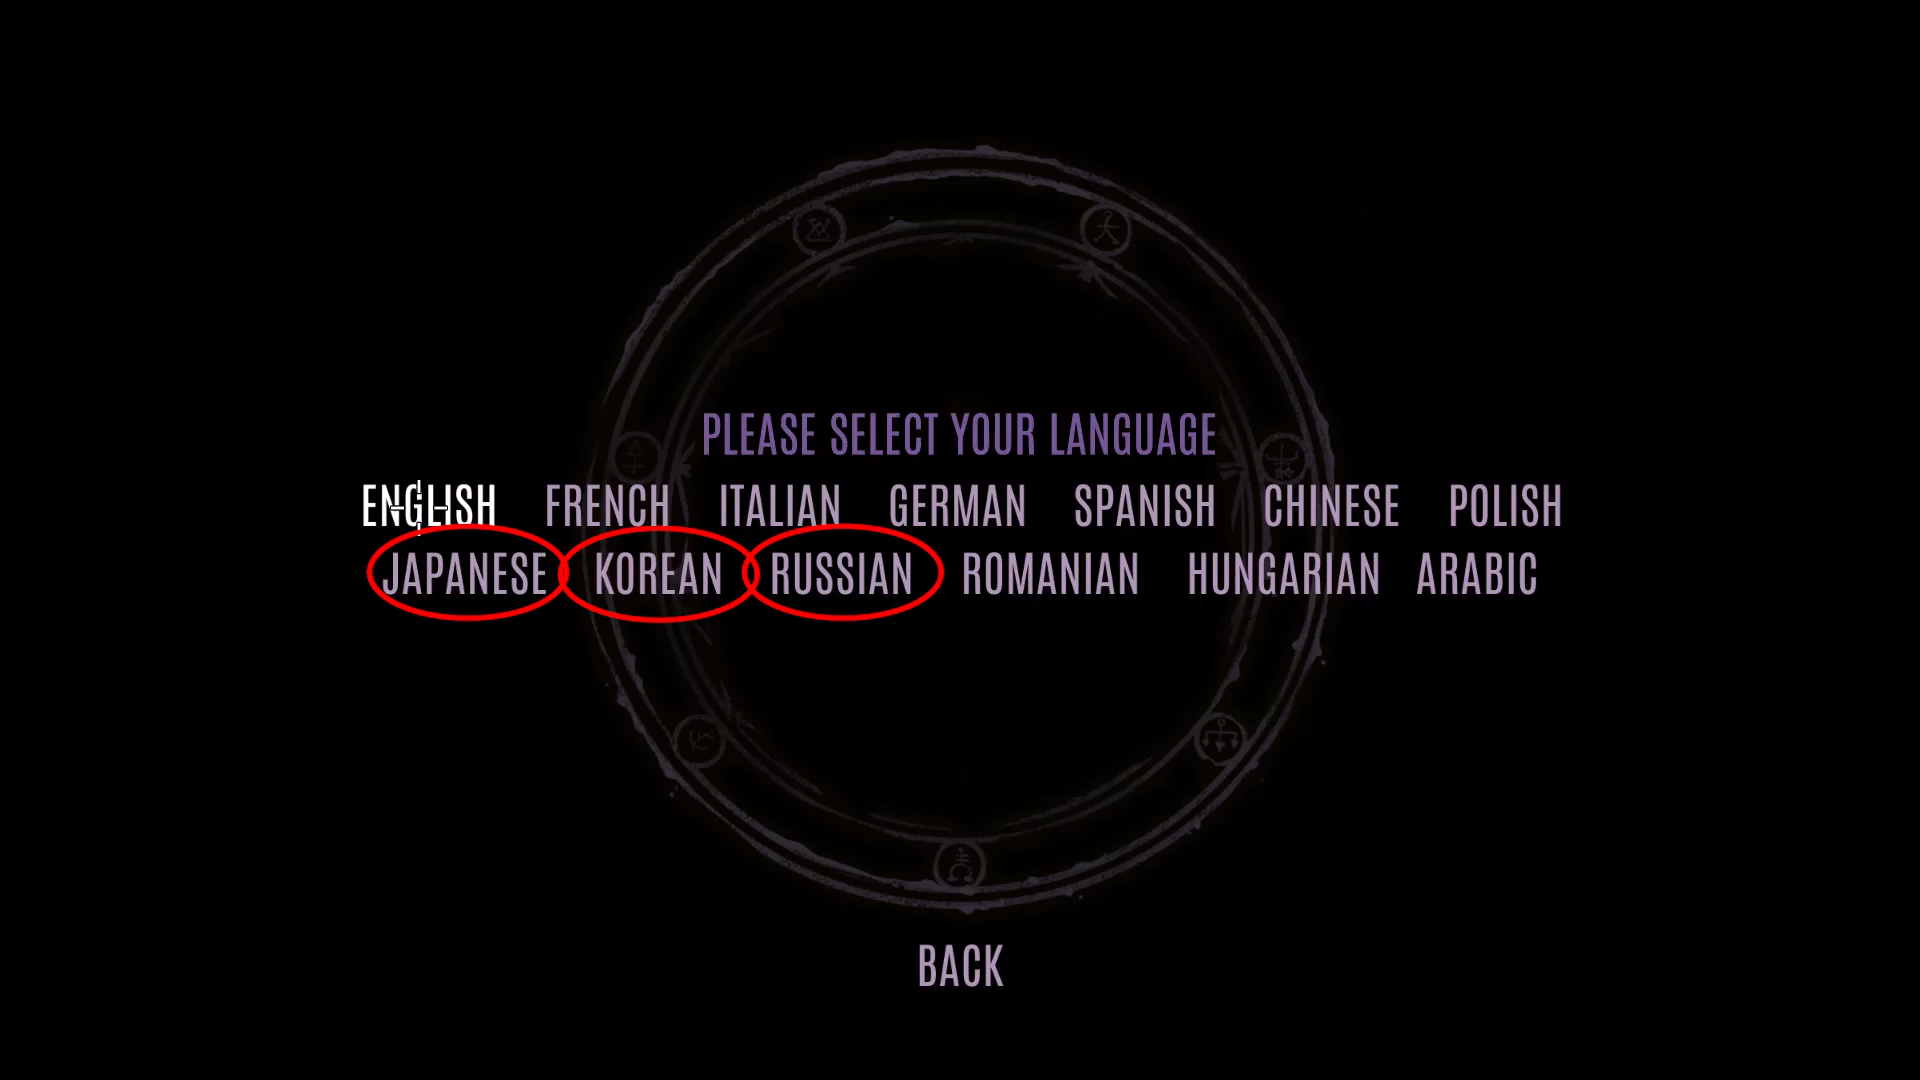 PLEASE SELECT YOUR LANGUAGE
ENGLISH FRENCH ITALIAN GERMAN SPANISH CHINESE POLISH
JAPANESE KOREAN RUSSIAN ROMANIAN HUNGARIAN ARABIC
BACK